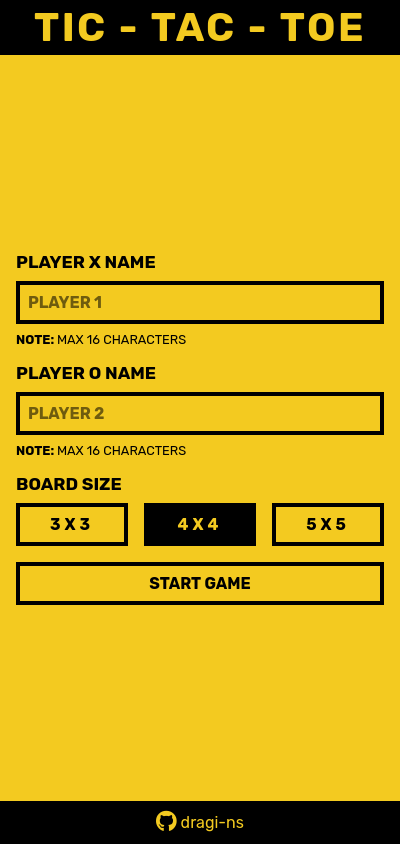 TIC - TAC - TOE
PLAYER X NAME
PLAYER 1
NOTE: MAX 16 CHARACTERS
PLAYER O NAME
PLAYER 2
NOTE: MAX 16 CHARACTERS
BOARD SIZE
3 X 3 4 X 4 5 X 5
START GAME
dragi-ns